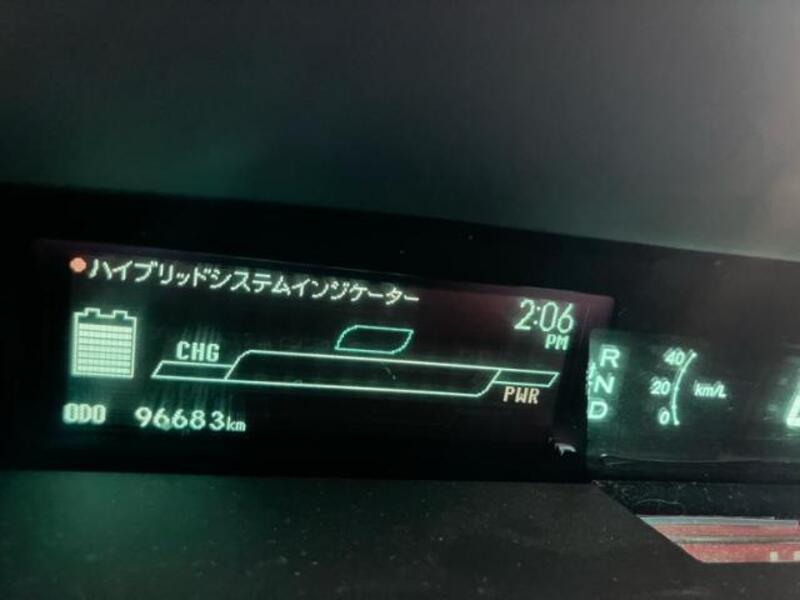 ハイブリッドシステムインジケーター
2:06
PM
CHG
PWR
ODO 96683km
R
N
D
40
20
0
km/L